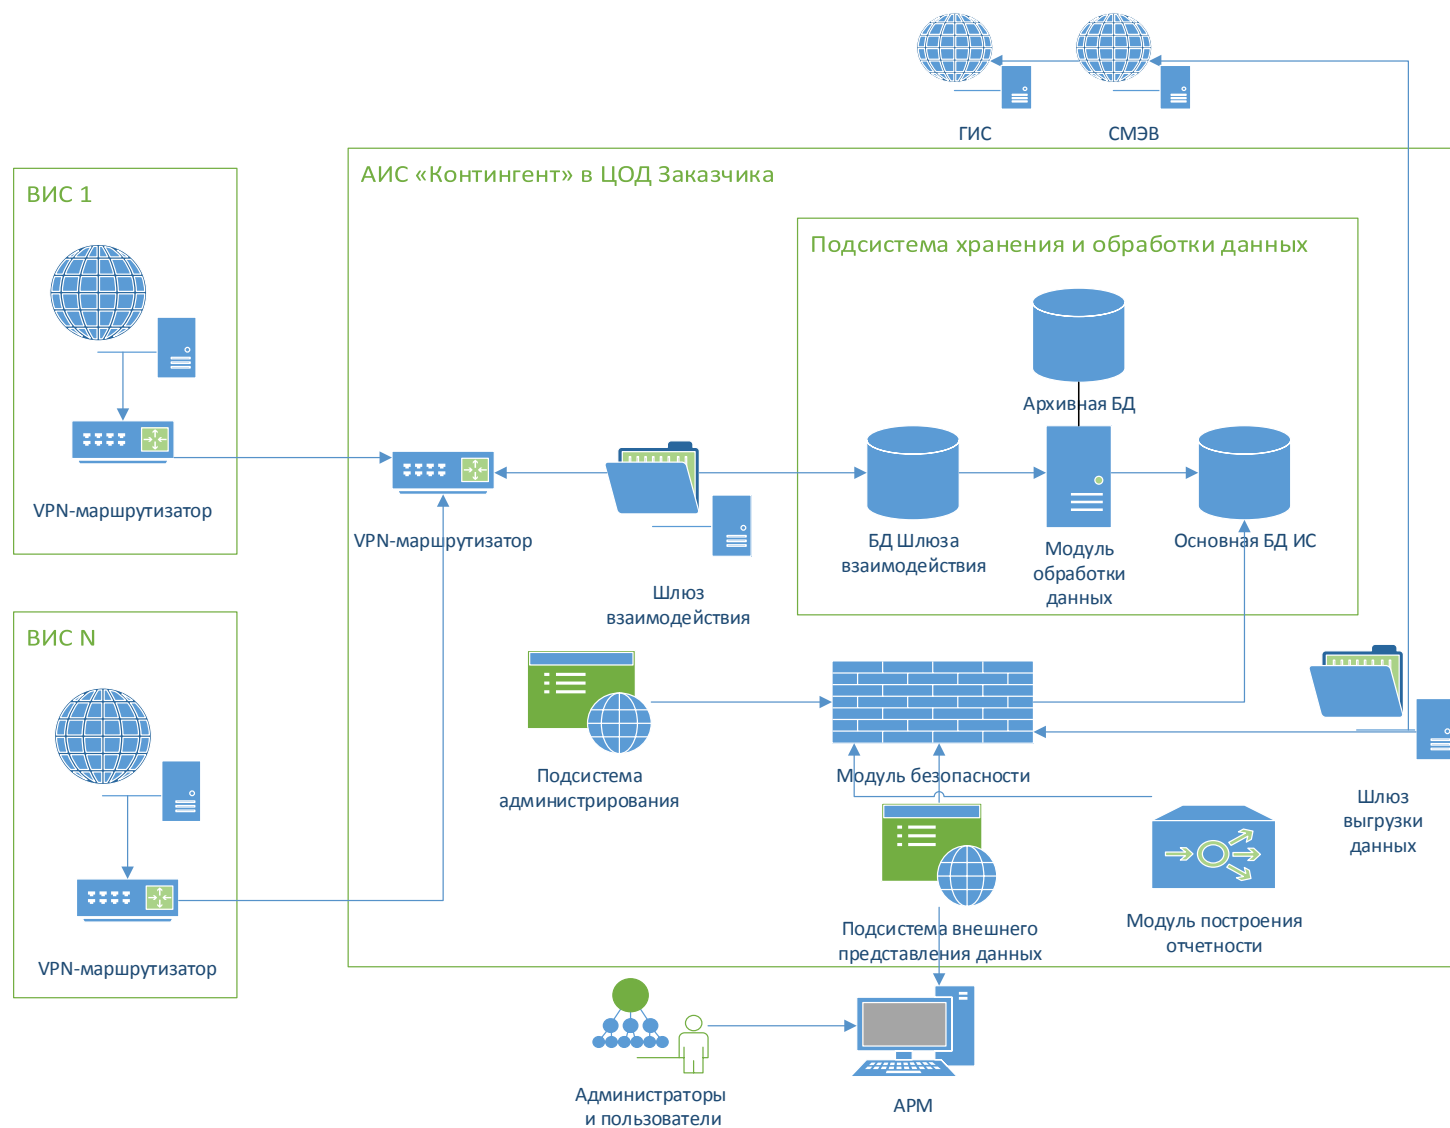 ГИС
СМЭВ
АИС «Контингент» в ЦОД Заказчика
ВИС 1
Подсистема хранения и обработки данных
Архивная БД
VPN-маршрутизатор
VPN-маршрутизатор
БД Шлюза
взаимодействия
Модуль
обработки
данных
Основная БД ИС
Шлюз
взаимодействия
ВИС N
Подсистема
администрирования
Модуль безопасности
Шлюз
выгрузки
данных
Подсистема внешнего
представления данных
Модуль построения
отчетности
VPN-маршрутизатор
Администраторы
и пользователи
АРМ